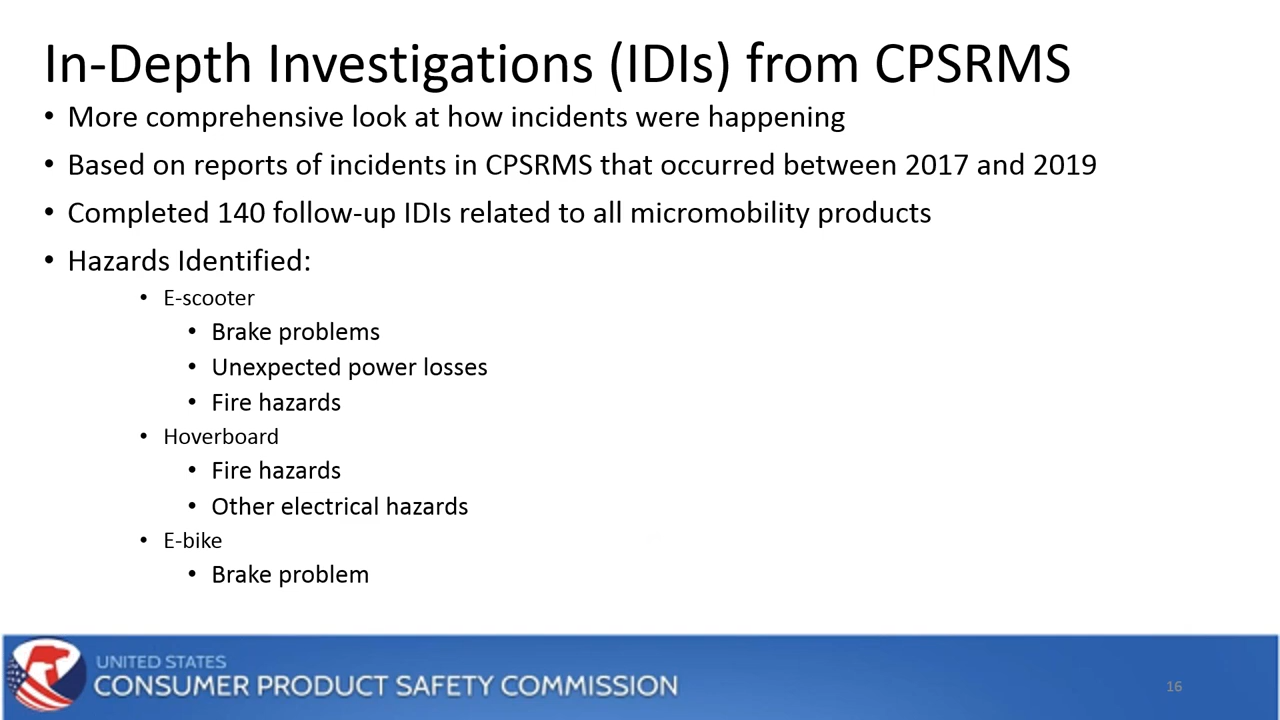 In-Depth Investigations (IDIs) from CPSRMS
• More comprehensive look at how incidents were happening
• Based on reports of incidents in CPSRMS that occurred between 2017 and 2019
• Completed 140 follow-up IDIs related to all micromobility products
• Hazards Identified:
• E-scooter
• Brake problems
• Unexpected power losses
• Fire hazards
• Hoverboard
• Fire hazards
• Other electrical hazards
• E-bike
• Brake problem
UNITED STATES
CONSUMER PRODUCT SAFETY COMMISSION
16